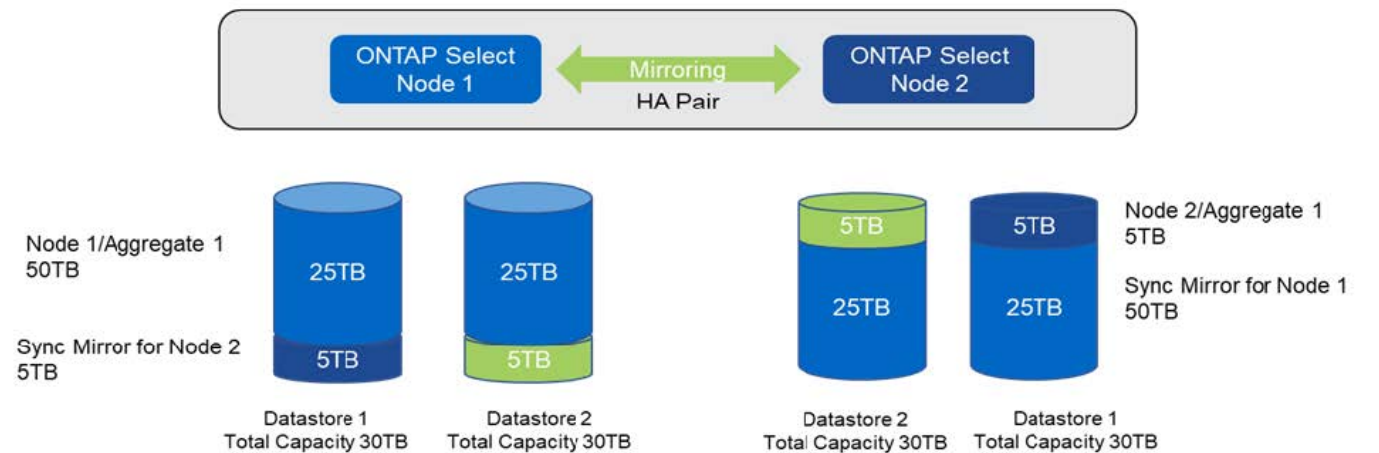 ONTAP Select
Node 1
Mirroring
HA Pair
ONTAP Select
Node 2
Node 1/Aggregate 1
50TB
Sync Mirror for Node 2
5TB
25TB
5TB
25TB
5TB
5TB
25TB
5TB
25TB
Node 2/Aggregate 1
5TB
Sync Mirror for Node 1
50TB
Datastore 1
Total Capacity 30TB
Datastore 2
Total Capacity 30TB
Datastore 2
Total Capacity 30TB
Datastore 1
Total Capacity 30TB